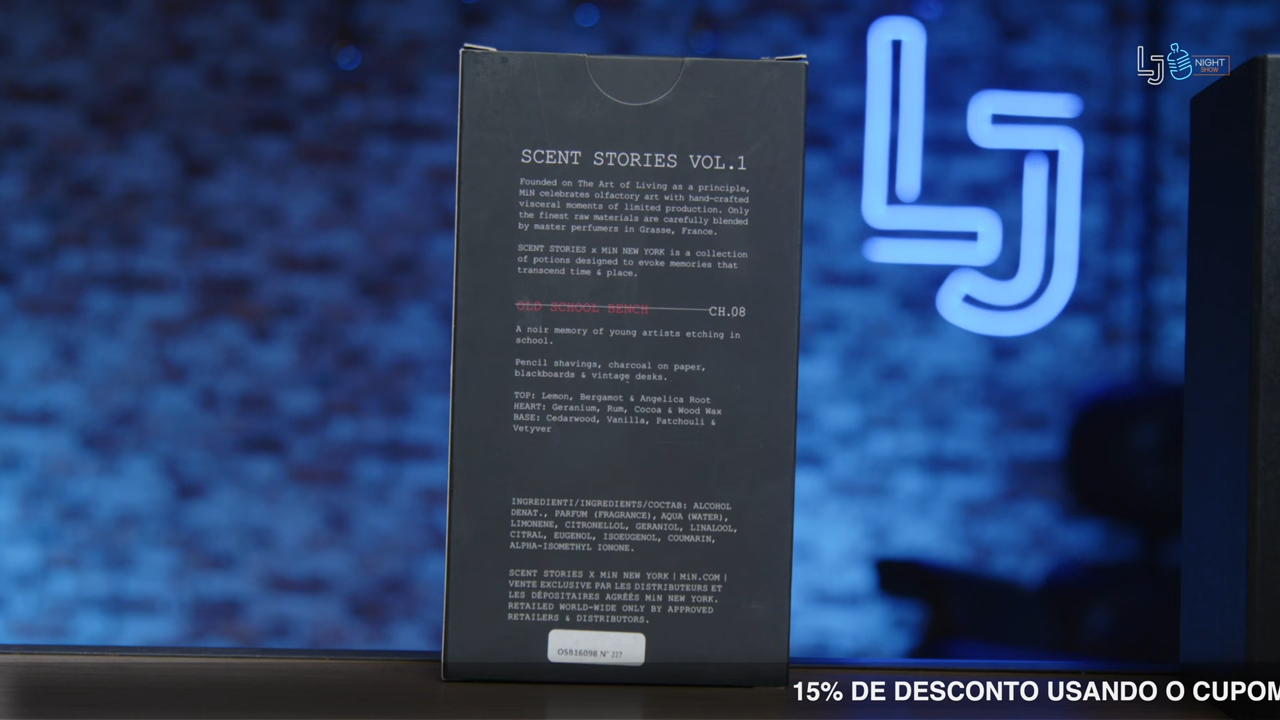 LJ NIGHT
SHOW
LJ
SCENT STORIES VOL.1
Founded on The Art of Living as a principle,
MiN celebrates olfactory art with hand-crafted
visceral moments of limited production. Only
the finest raw materials are carefully blended
by master perfumers in Grasse, France.
SCENT STORIES x MiN NEW YORK is a collection
of potions designed to evoke memories that
transcend time & place.
OLD SCHOOL BENCH CH.08
A noir memory of young artists etching in
school.
Pencil shavings, charcoal on paper,
blackboards & vintage desks.
TOP: Lemon, Bergamot & Angelica Root
HEART: Geranium, Rum, Cocoa & Wood Wax
BASE: Cedarwood, Vanilla, Patchouli &
Vetyver
INGREDIENTI/INGREDIENTS/COCTAB: ALCOHOL
DENAT., PARFUM (FRAGRANCE), AQUA (WATER),
LIMONENE, CITRONELLOL, GERANIOL, LINALOOL,
CITRAL, EUGENOL, ISOEUGENOL, COUMARIN,
ALPHA-ISOMETHYL IONONE.
SCENT STORIES X MiN NEW YORK | MiN.COM |
VENTE EXCLUSIVE PAR LES DISTRIBUTEURS ET
LES DÉPOSITAIRES AGRÉÉS MiN NEW YORK.
RETAILED WORLD-WIDE ONLY BY APPROVED
RETAILERS & DISTRIBUTORS.
OSB16098 N° 227
15% DE DESCONTO USANDO O CUPOM